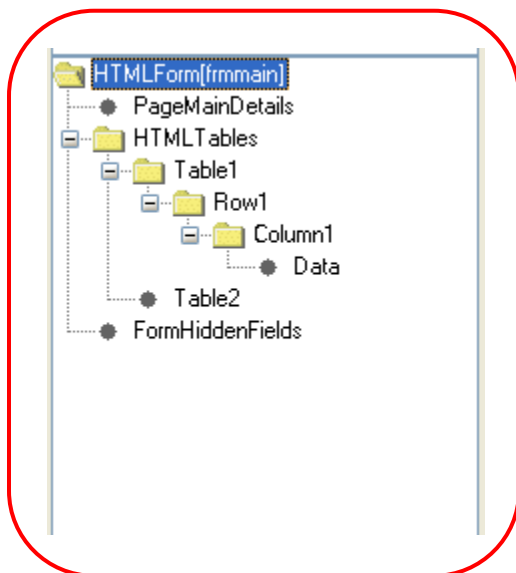 HTMLForm[frmmain]
PageMainDetails
HTMLTables
Table1
Row1
Column1
Data
Table2
FormHiddenFields